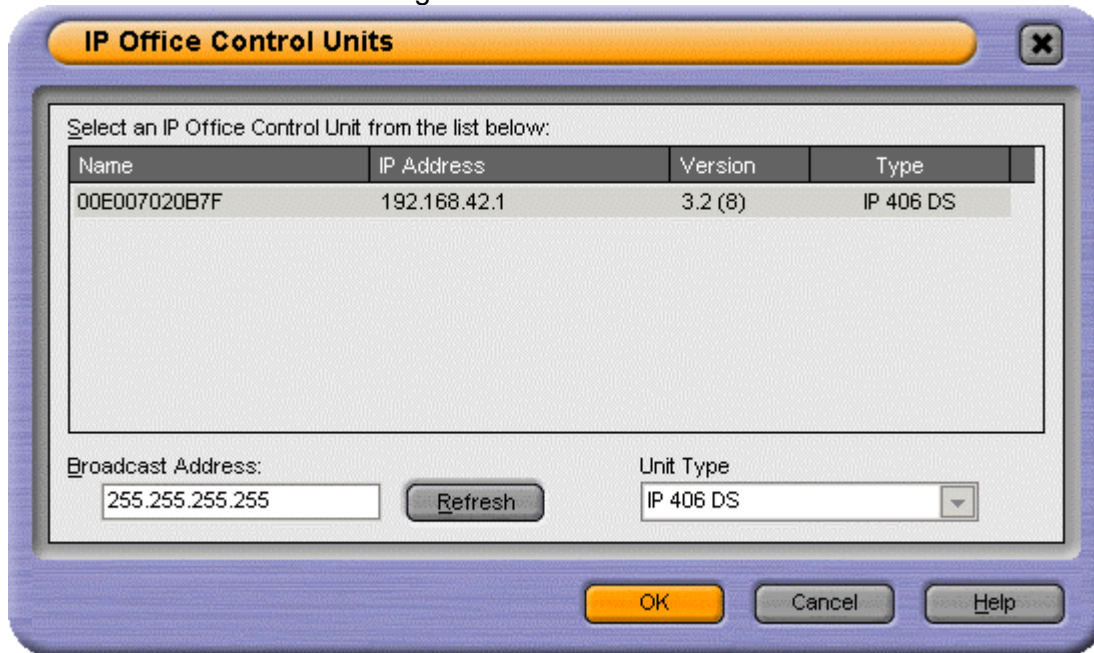 IP Office Control Units
Select an IP Office Control Unit from the list below:
Name IP Address Version Type
00E007020B7F 192.168.42.1 3.2 (8) IP 406 DS
Broadcast Address: Unit Type
255.255.255.255 Refresh IP 406 DS
OK Cancel Help